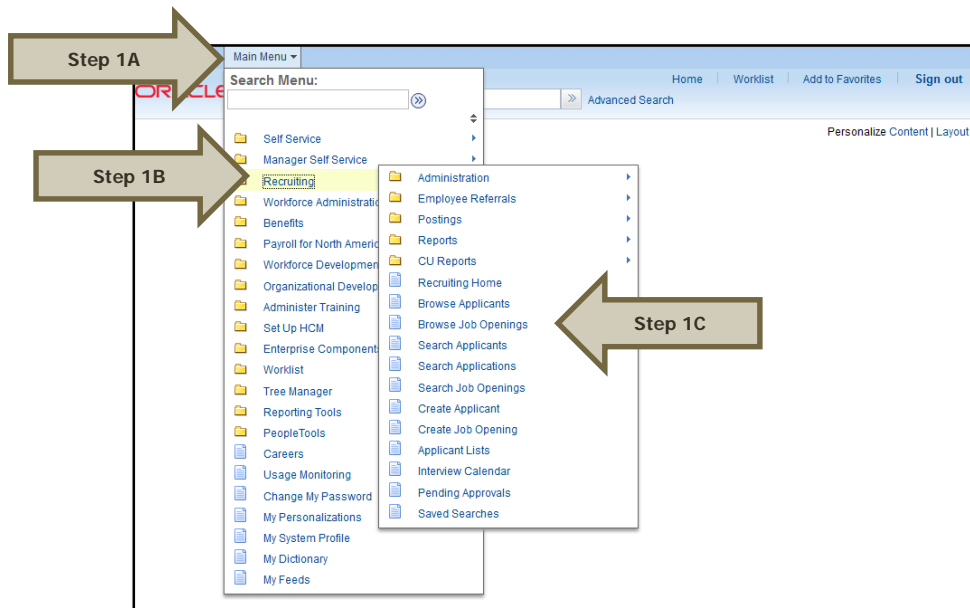 Step 1A
Main Menu
ORACLE
Search Menu:
Home
Worklist
Add to Favorites
Sign out
Advanced Search
Personalize Content | Layout
Self Service
Manager Self Service
Step 1B
Recruiting
Workforce Administratio
Benefits
Payroll for North Americ
Workforce Developmen
Organizational Develop
Administer Training
Set Up HCM
Enterprise Component
Worklist
Tree Manager
Reporting Tools
PeopleTools
Careers
Usage Monitoring
Change My Password
My Personalizations
My System Profile
My Dictionary
My Feeds
Administration
Employee Referrals
Postings
Reports
CU Reports
Recruiting Home
Browse Applicants
Browse Job Openings
Step 1C
Search Applicants
Search Applications
Search Job Openings
Create Applicant
Create Job Opening
Applicant Lists
Interview Calendar
Pending Approvals
Saved Searches